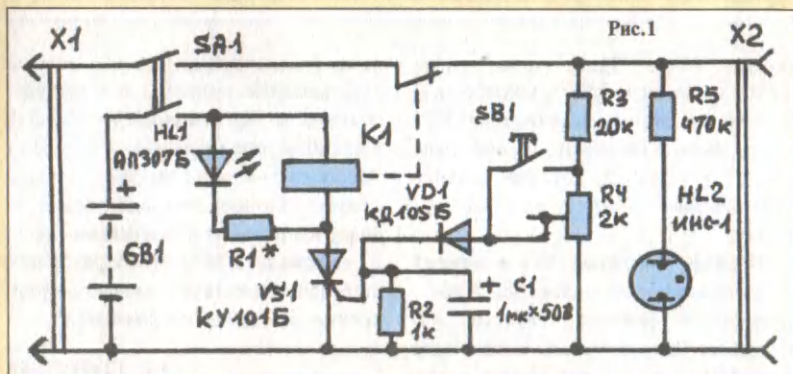 Рис.1
X1
SA1
X2
HL1
АЛ307Б
K1
SB1
R3
20к
R5
470к
VD1
КД105Б
R4
2к
HL2
ИНС-1
GB1
R1*
VS1
КУ101Б
R2
1к
C1
1мк*50В